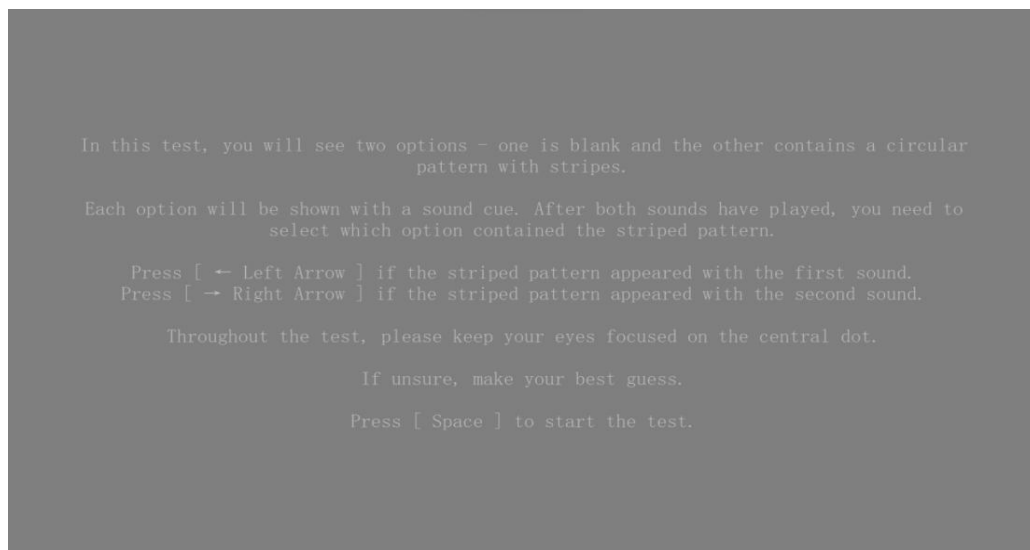 In this test, you will see two options - one is blank and the other contains a circular
pattern with stripes.
Each option will be shown with a sound cue. After both sounds have played, you need to
select which option contained the striped pattern.
Press [ ← Left Arrow ] if the striped pattern appeared with the first sound.
Press [ → Right Arrow ] if the striped pattern appeared with the second sound.
Throughout the test, please keep your eyes focused on the central dot.
If unsure, make your best guess.
Press [ Space ] to start the test.